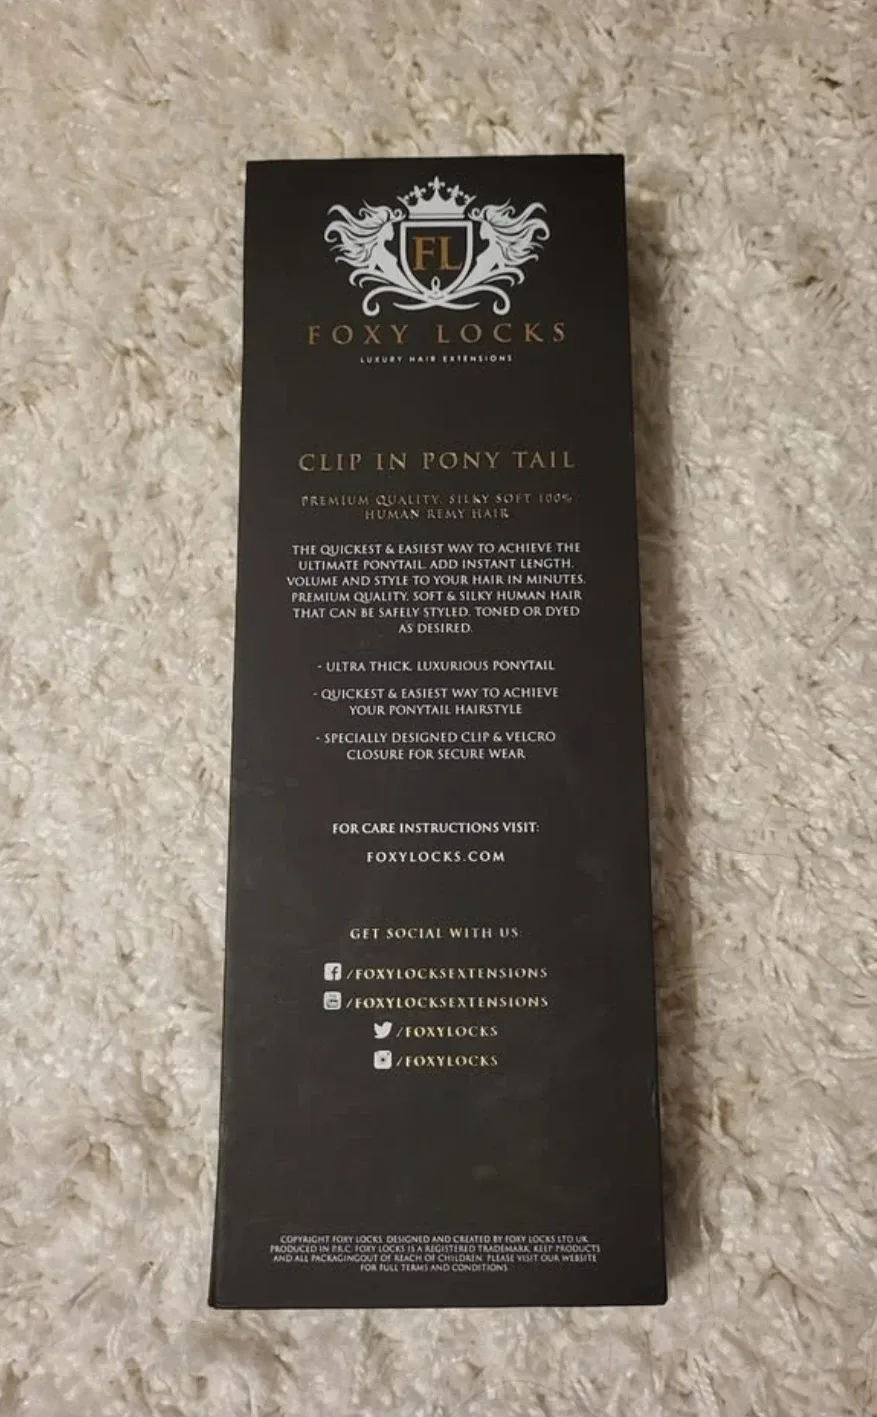 FL
FOXY LOCKS
LUXURY HAIR EXTENSIONS
CLIP IN PONY TAIL
PREMIUM QUALITY, SILKY SOFT 100%
HUMAN REMY HAIR
THE QUICKEST & EASIEST WAY TO ACHIEVE THE
ULTIMATE PONYTAIL. ADD INSTANT LENGTH,
VOLUME AND STYLE TO YOUR HAIR IN MINUTES.
PREMIUM QUALITY, SOFT & SILKY HUMAN HAIR
THAT CAN BE SAFELY STYLED, TONED OR DYED
AS DESIRED.
- ULTRA THICK, LUXURIOUS PONYTAIL
- QUICKEST & EASIEST WAY TO ACHIEVE
YOUR PONYTAIL HAIRSTYLE
- SPECIALLY DESIGNED CLIP & VELCRO
CLOSURE FOR SECURE WEAR
FOR CARE INSTRUCTIONS VISIT:
FOXYLOCKS.COM
GET SOCIAL WITH US:
/FOXYLOCKSEXTENSIONS
/FOXYLOCKSEXTENSIONS
/FOXYLOCKS
/FOXYLOCKS
COPYRIGHT FOXY LOCKS. DESIGNED AND CREATED BY FOXY LOCKS LTD UK.
PRODUCED IN P.R.C. FOXY LOCKS IS A REGISTERED TRADEMARK. KEEP PRODUCTS
AND ALL PACKAGINGOUT OF REACH OF CHILDREN. PLEASE VISIT OUR WEBSITE
FOR FULL TERMS AND CONDITIONS